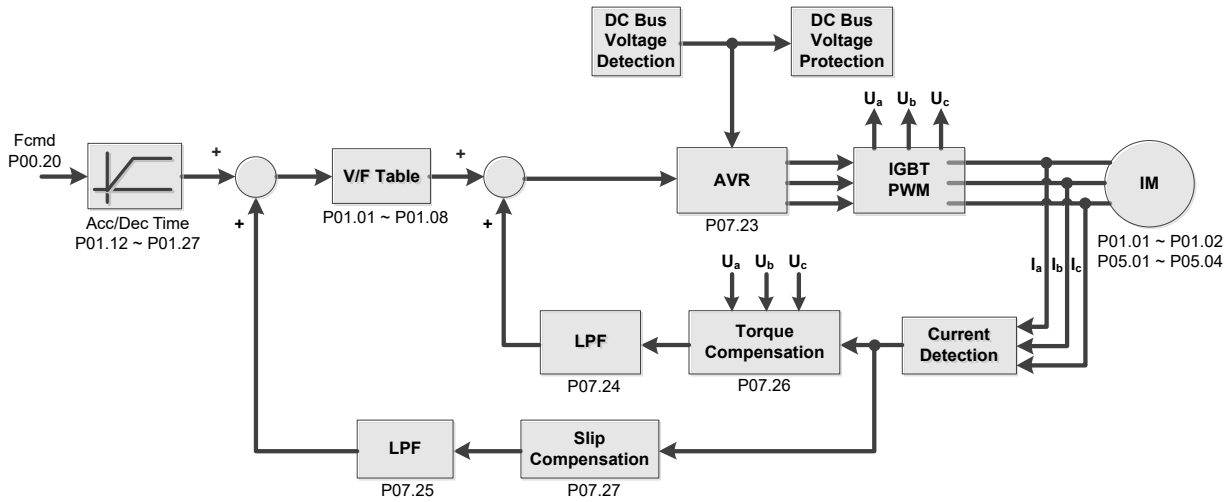 DC Bus
Voltage
Detection
DC Bus
Voltage
Protection
Ua
Ub
Uc
Fcmd
P00.20
+
+
V/F Table
+
+
AVR
IGBT
PWM
IM
Acc/Dec Time
P01.12 ~ P01.27
P01.01 ~ P01.08
P07.23
P01.01 ~ P01.02
P05.01 ~ P05.04
Ua
Ub
Uc
Ia
Ib
Ic
LPF
Torque
Compensation
Current
Detection
P07.24
P07.26
LPF
Slip
Compensation
P07.25
P07.27